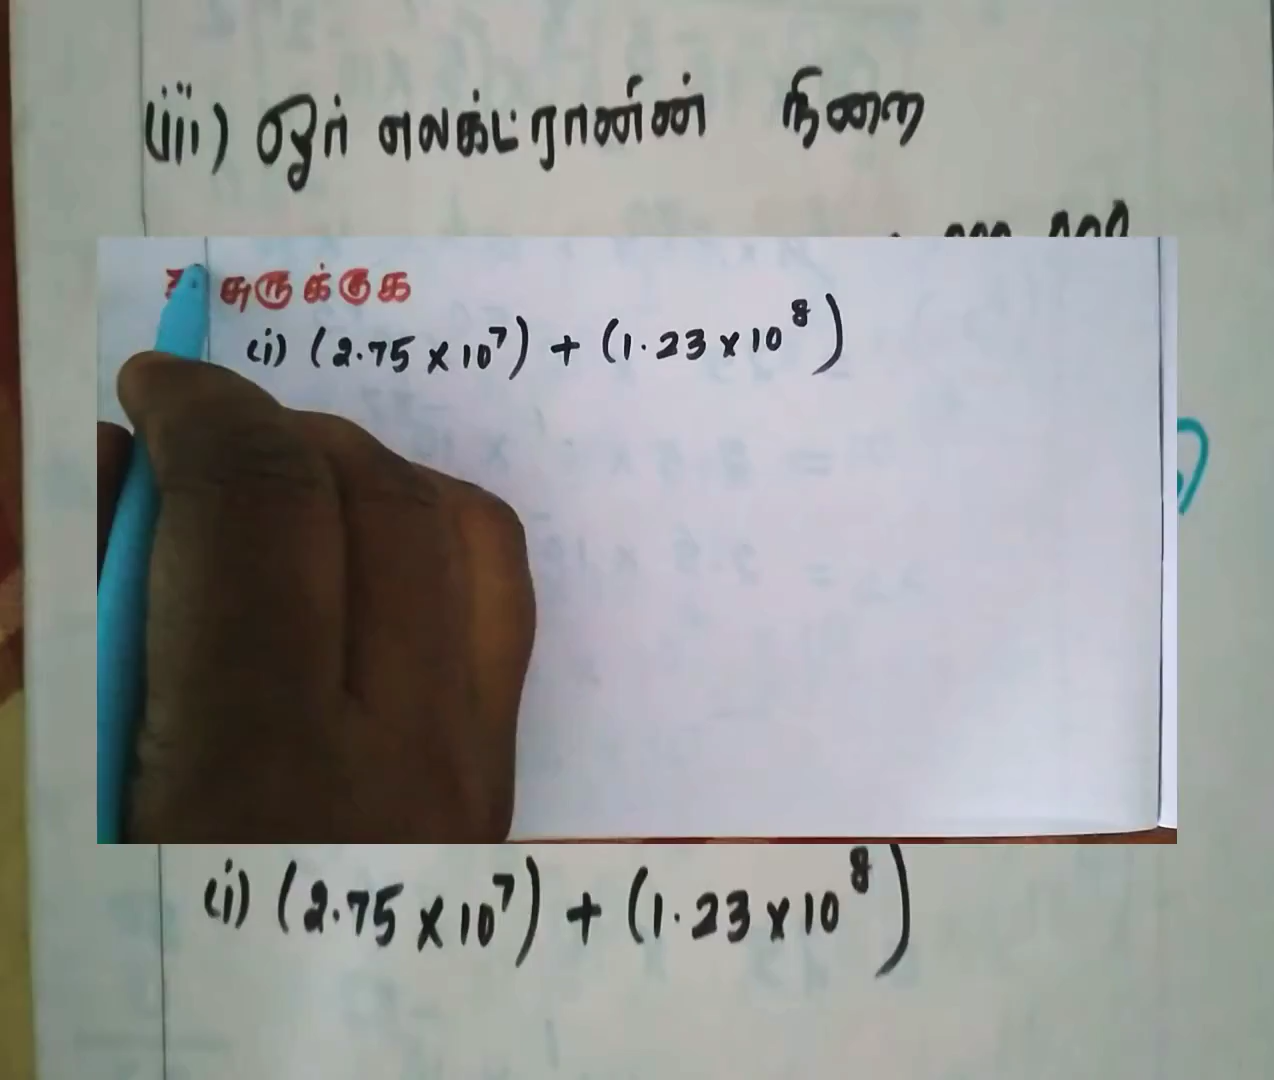 (iii) ஓர் எலக்ட்ரானின் நிறை
சுருக்குக
(i) (2.75 × 10⁷) + (1.23 × 10⁸)
(i) (2.75 × 10⁷) + (1.23 × 10⁸)